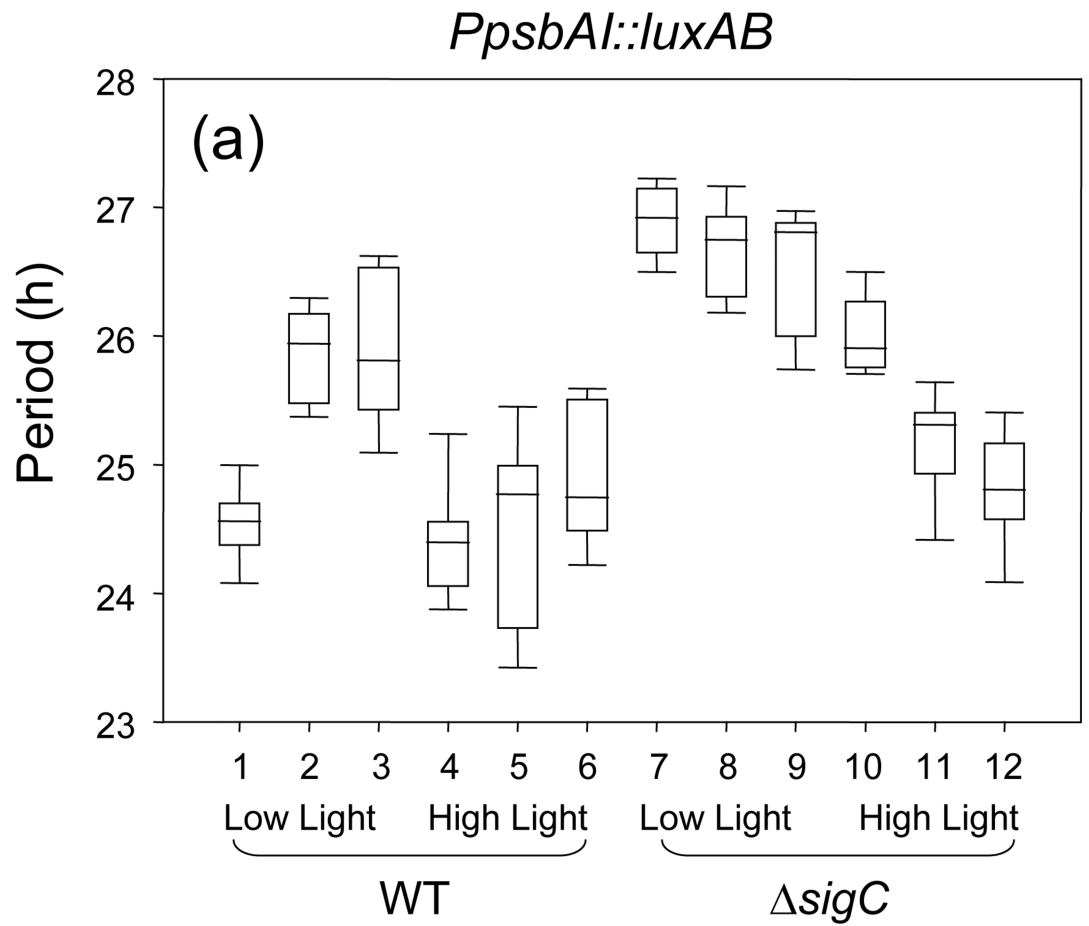 PpsbAI::luxAB
(a)
Period (h)
28
27
26
25
24
23
1 2 3 4 5 6 7 8 9 10 11 12
Low Light High Light Low Light High Light
WT ΔsigC